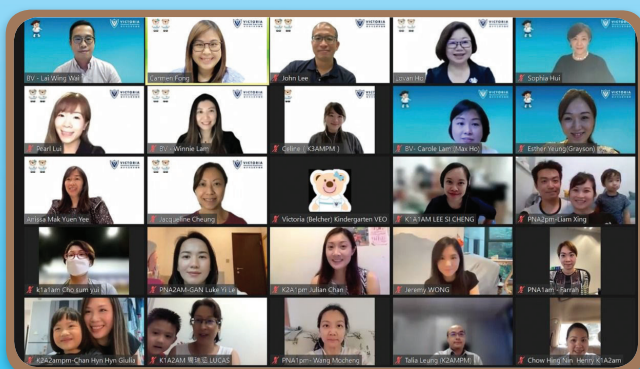 BV - Lai Wing Wai
Carmen Fong
John Lee
Lovan Ho
Sophia Hui
Pearl Lui
BV - Winnie Lam
Celine ( K3AMPM )
BV- Carole Lam (Max Ho)
Esther Yeung(Grayson)
Anissa Mak Yuen Yee
Jacqueline Cheung
Victoria (Belcher) Kindergarten VEO
K1A1AM LEE SI CHENG
PNA2pm-Liam Xing
k1a1am Cho sum yui
PNA2AM-GAN Luke Yi Le
K2A1pm Julian Chan
Jeremy WONG
PNA1am - Farrah
K2A2ampm-Chan Hyn Hyn Giulia
K1A2AM
LUCAS
PNA1pm- Wang Mocheng
Talia Leung (K2AMPM)
Chow Hing Nin Henry K1A2am
VICTORIA